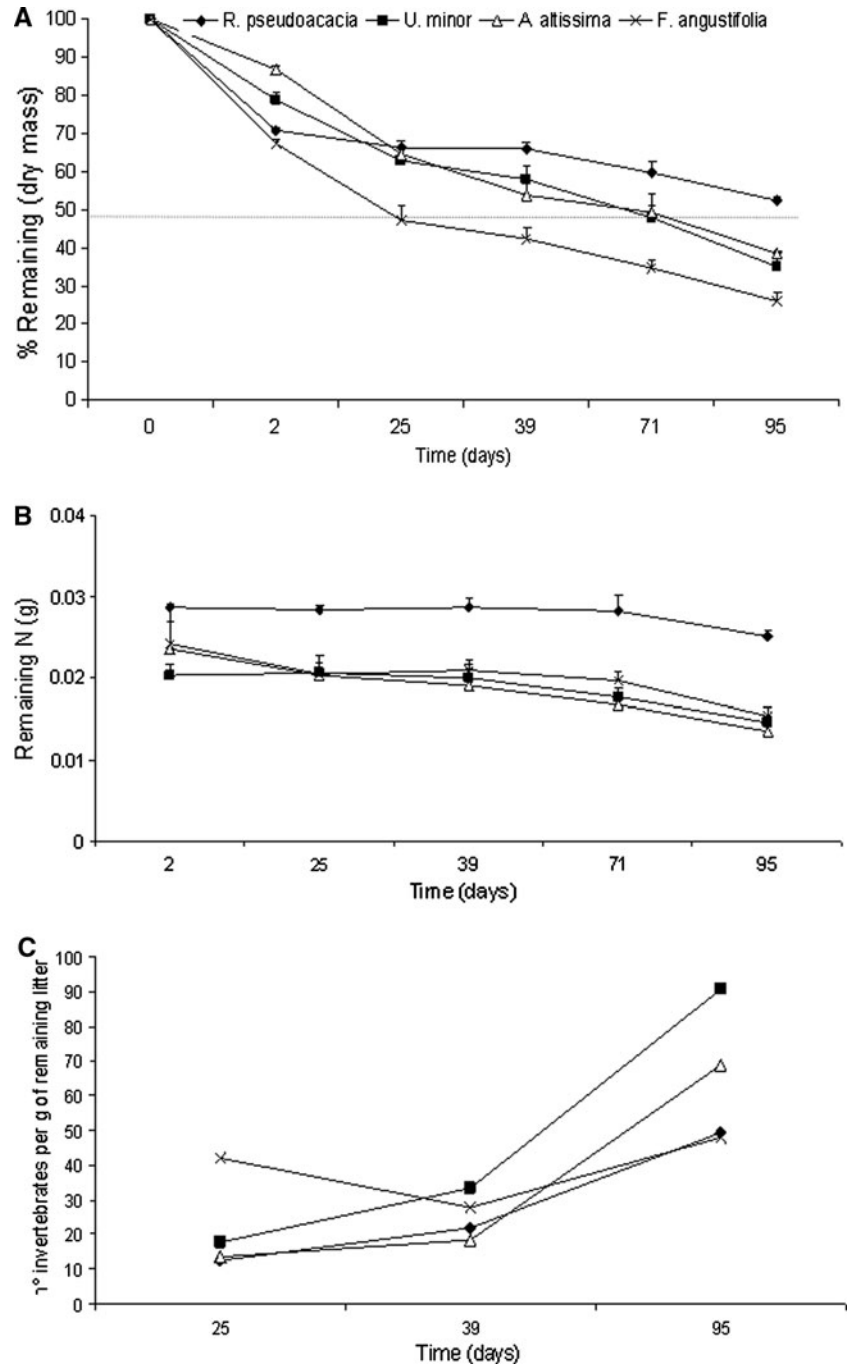 A
R. pseudoacacia U. minor A. altissima F. angustifolia
100
90
80
70
60
50
40
30
20
10
0
% Remaining (dry mass)
0 2 25 39 71 95
Time (days)
B
0.04
0.03
0.02
0.01
0
Remaining N (g)
2 25 39 71 95
Time (days)
C
100
90
80
70
60
50
40
30
20
10
0
n° invertebrates per g of remaining litter
25 39 95
Time (days)